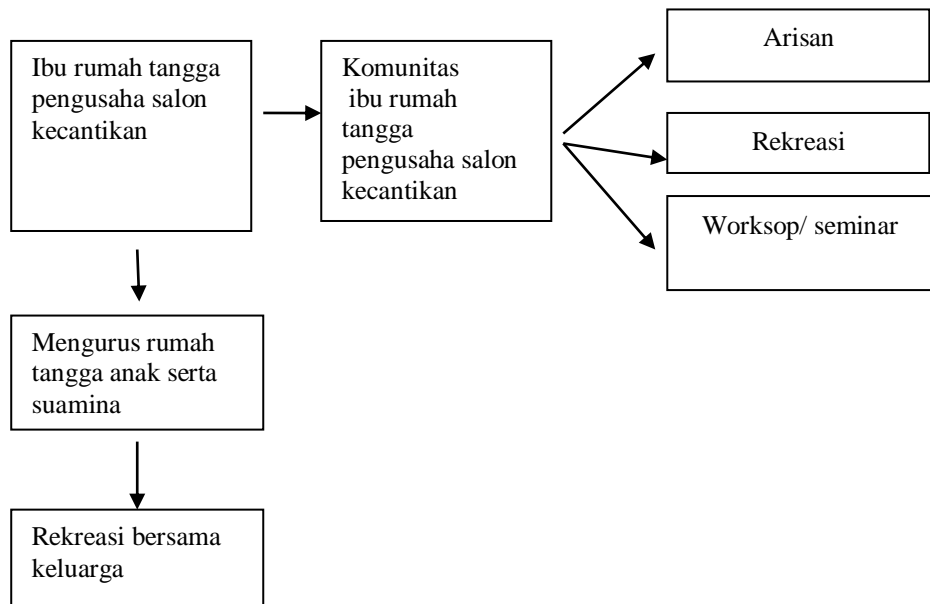 Ibu rumah tangga
pengusaha salon
kecantikan
Komunitas
ibu rumah
tangga
pengusaha salon
kecantikan
Arisan
Rekreasi
Worksop/ seminar
Mengurus rumah
tangga anak serta
suamina
Rekreasi bersama
keluarga